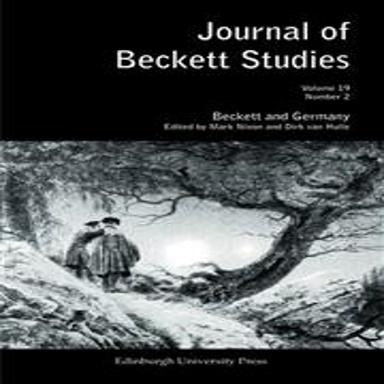 Journal of
Beckett Studies
Volume 19
Number 2
Beckett and Germany
Edited by Mark Nixon and Dirk van Hulle
Edinburgh University Press